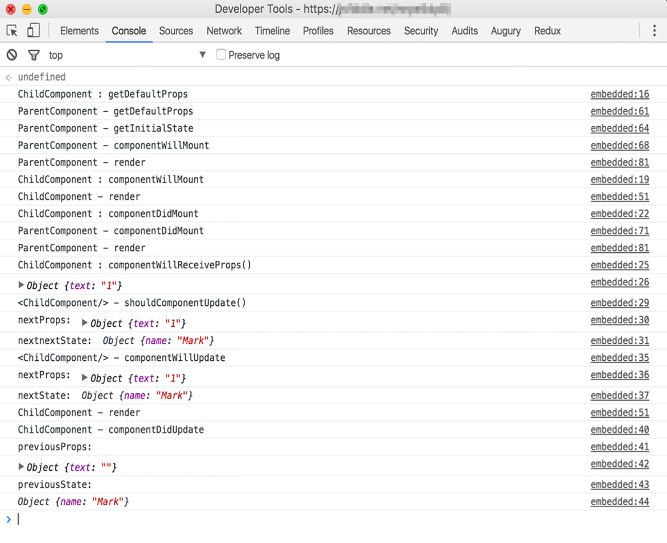 Developer Tools - https://
Elements Console Sources Network Timeline Profiles Resources Security Audits Augury Redux
top Preserve log
undefined
ChildComponent : getDefaultProps embedded:16
ParentComponent - getDefaultProps embedded:61
ParentComponent - getInitialState embedded:64
ParentComponent - componentWillMount embedded:68
ParentComponent - render embedded:81
ChildComponent : componentWillMount embedded:19
ChildComponent - render embedded:51
ChildComponent : componentDidMount embedded:22
ParentComponent - componentDidMount embedded:71
ParentComponent - render embedded:81
ChildComponent : componentWillReceiveProps() embedded:25
Object {text: "1"} embedded:26
<ChildComponent/> - shouldComponentUpdate() embedded:29
nextProps: Object {text: "1"} embedded:30
nextnextState: Object {name: "Mark"} embedded:31
<ChildComponent/> - componentWillUpdate embedded:35
nextProps: Object {text: "1"} embedded:36
nextState: Object {name: "Mark"} embedded:37
ChildComponent - render embedded:51
ChildComponent - componentDidUpdate embedded:40
previousProps: embedded:41
Object {text: ""} embedded:42
previousState: embedded:43
Object {name: "Mark"} embedded:44